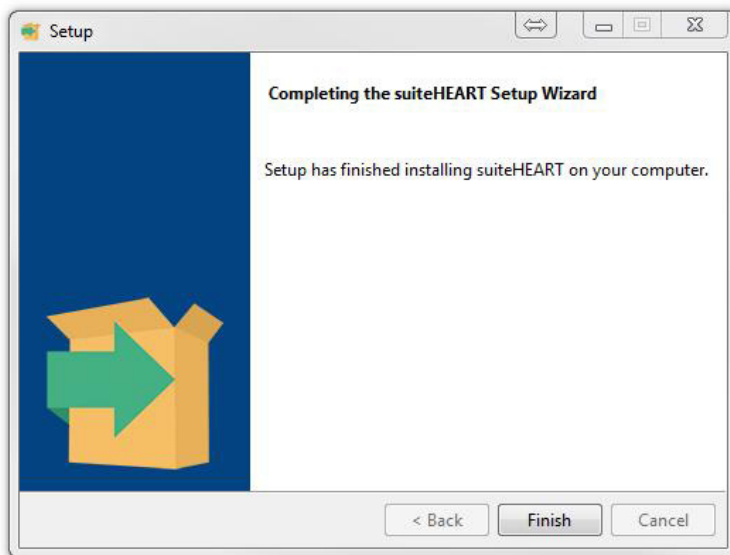 Setup
Completing the suiteHEART Setup Wizard
Setup has finished installing suiteHEART on your computer.
< Back
Finish
Cancel